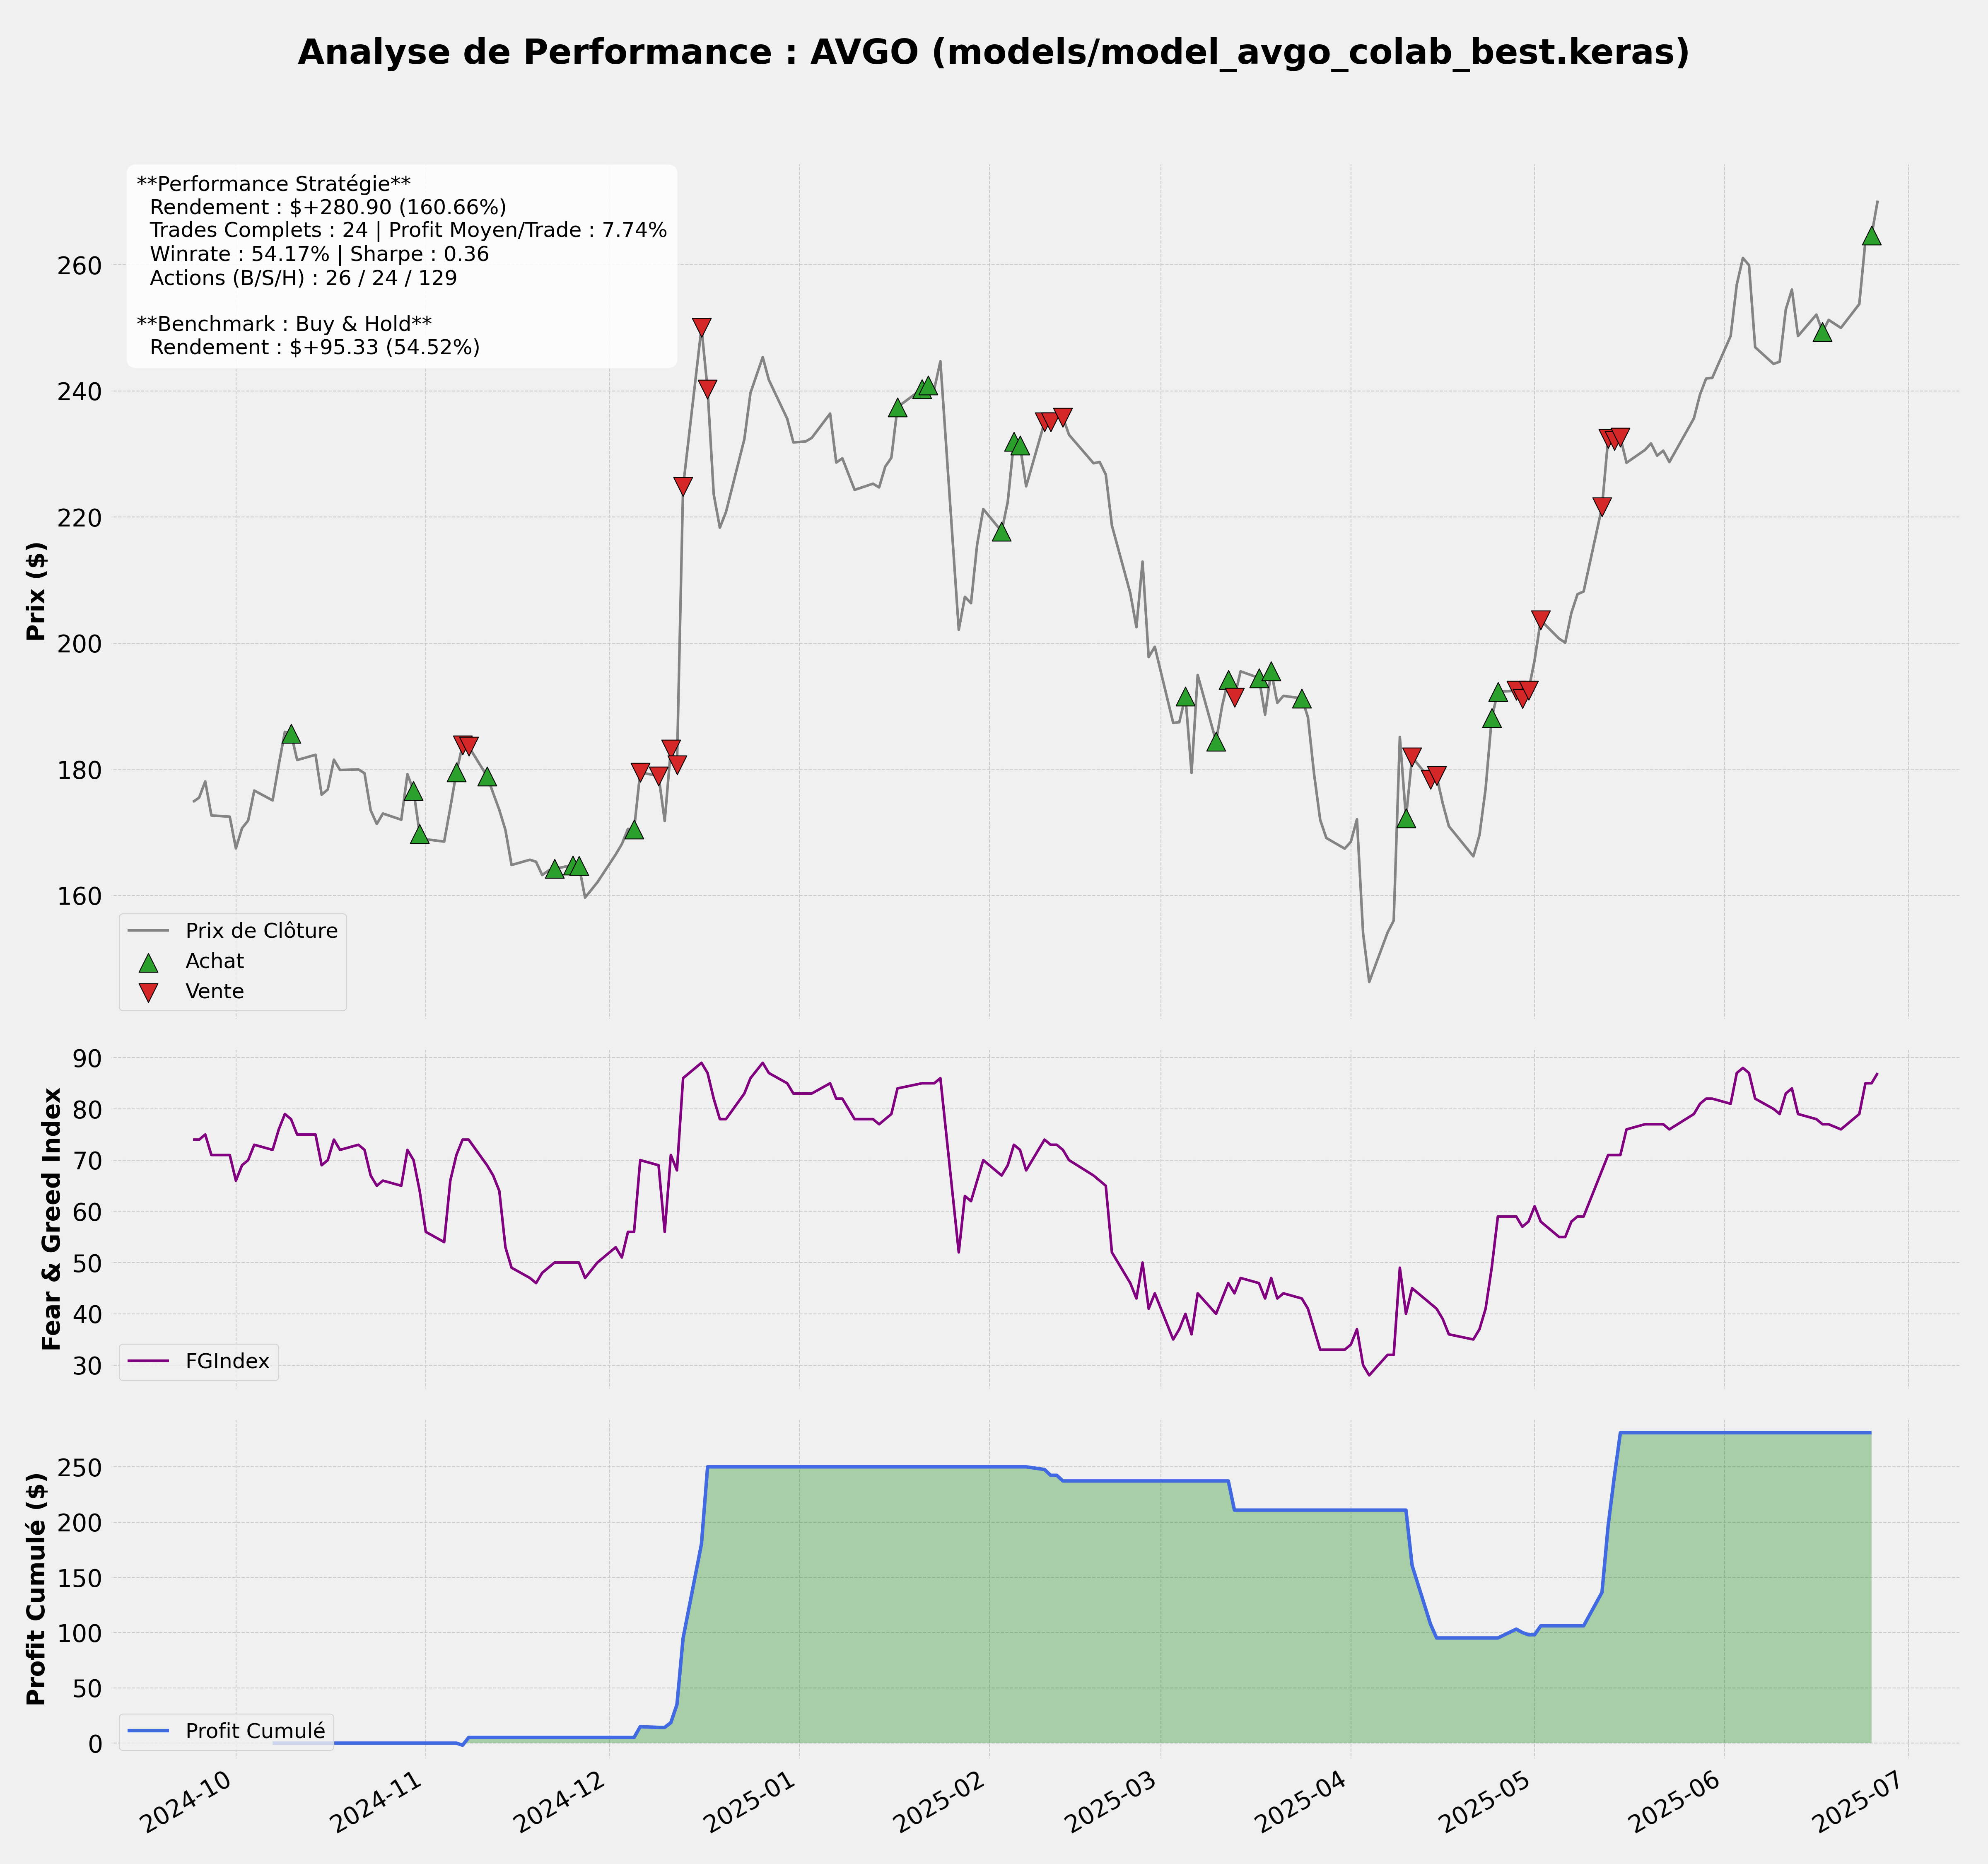 Analyse de Performance : AVGO (models/model_avgo_colab_best.keras)
**Performance Stratégie**
Rendement : $+280.90 (160.66%)
Trades Complets : 24 | Profit Moyen/Trade : 7.74%
Winrate : 54.17% | Sharpe : 0.36
Actions (B/S/H) : 26 / 24 / 129
**Benchmark : Buy & Hold**
Rendement : $+95.33 (54.52%)
Prix ($)
260
240
220
200
180
160
Prix de Clôture
Achat
Vente
Fear & Greed Index
90
80
70
60
50
40
30
FGIndex
Profit Cumulé ($)
250
200
150
100
50
0
Profit Cumulé
2024-10
2024-11
2024-12
2025-01
2025-02
2025-03
2025-04
2025-05
2025-06
2025-07